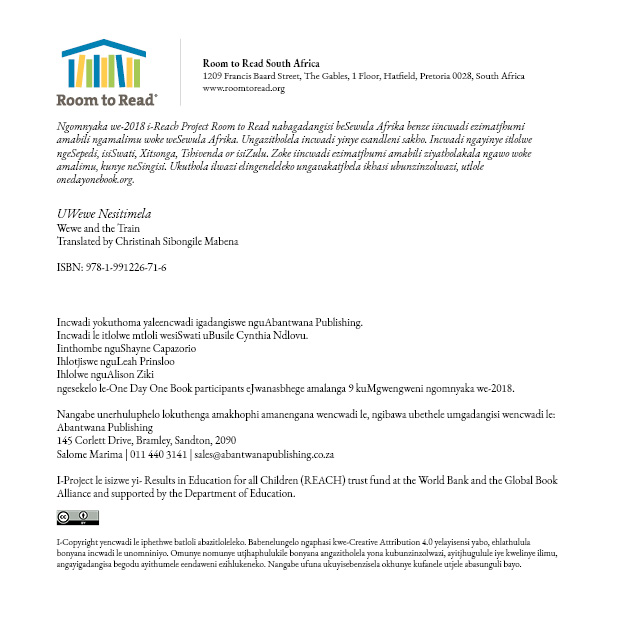 Room to Read®
Room to Read South Africa
1209 Francis Baard Street, The Gables, 1 Floor, Hatfield, Pretoria 0028, South Africa
www.roomtoread.org
Ngomnyaka we-2018 i-Reach Project Room to Read nabagadangisi beSewula Afrika benze iincwadi ezimatjhumi
amabili ngamalimu woke weSewula Afrika. Ungazitholela incwadi yinye esandleni sakho. Incwadi ngayinye itlolwe
ngeSepedi, isiSwati, Xitsonga, Tshivenda or isiZulu. Zoke iincwadi ezimatjhumi amabili ziyatholakala ngawo woke
amalimu, kunye neSingisi. Ukuthola ilwazi elingeneleleko ungavakatjhela ikhasi ubunzinzolwazi, utlole
onedayonebook.org.
UWewe Nesitimela
Wewe and the Train
Translated by Christinah Sibongile Mabena
ISBN: 978-1-991226-71-6
Incwadi yokuthoma yaleencwadi igadangiswe nguAbantwana Publishing.
Incwadi le itlolwe mtloli wesiSwati uBusile Cynthia Ndlovu.
Iinthombe nguShayne Capazorio
Ihlotjiswe nguLeah Prinsloo
Ihlolwe nguAlison Ziki
ngesekelo le-One Day One Book participants eJwanasbhege amalanga 9 kuMgwengweni ngomnyaka we-2018.
Nangabe unerhuluphelo lokuthenga amakhophi amanengana wencwadi le, ngibawa ubethele umgadangisi wencwadi le:
Abantwana Publishing
145 Corlett Drive, Bramley, Sandton, 2090
Salome Marima | 011 440 3141 | sales@abantwanapublishing.co.za
I-Project le isizwe yi- Results in Education for all Children (REACH) trust fund at the World Bank and the Global Book
Alliance and supported by the Department of Education.
cc BY
I-Copyright yencwadi le iphethwe batloli abazitloleleko. Babenelungelo ngaphasi kwe-Creative Attribution 4.0 yelayisensi yabo, ehlathulula
bonyana incwadi le unomniniyo. Omunye nomunye utjhaphulukile bonyana angazitholela yona kubunzinzolwazi, ayitjhugulule iye kwelinye ilimu,
angayigadangisa begodu ayithumele eendaweni ezihlukeneko. Nangabe ufuna ukuyisebenzisela okhunye kufanele utjele abasunguli bayo.